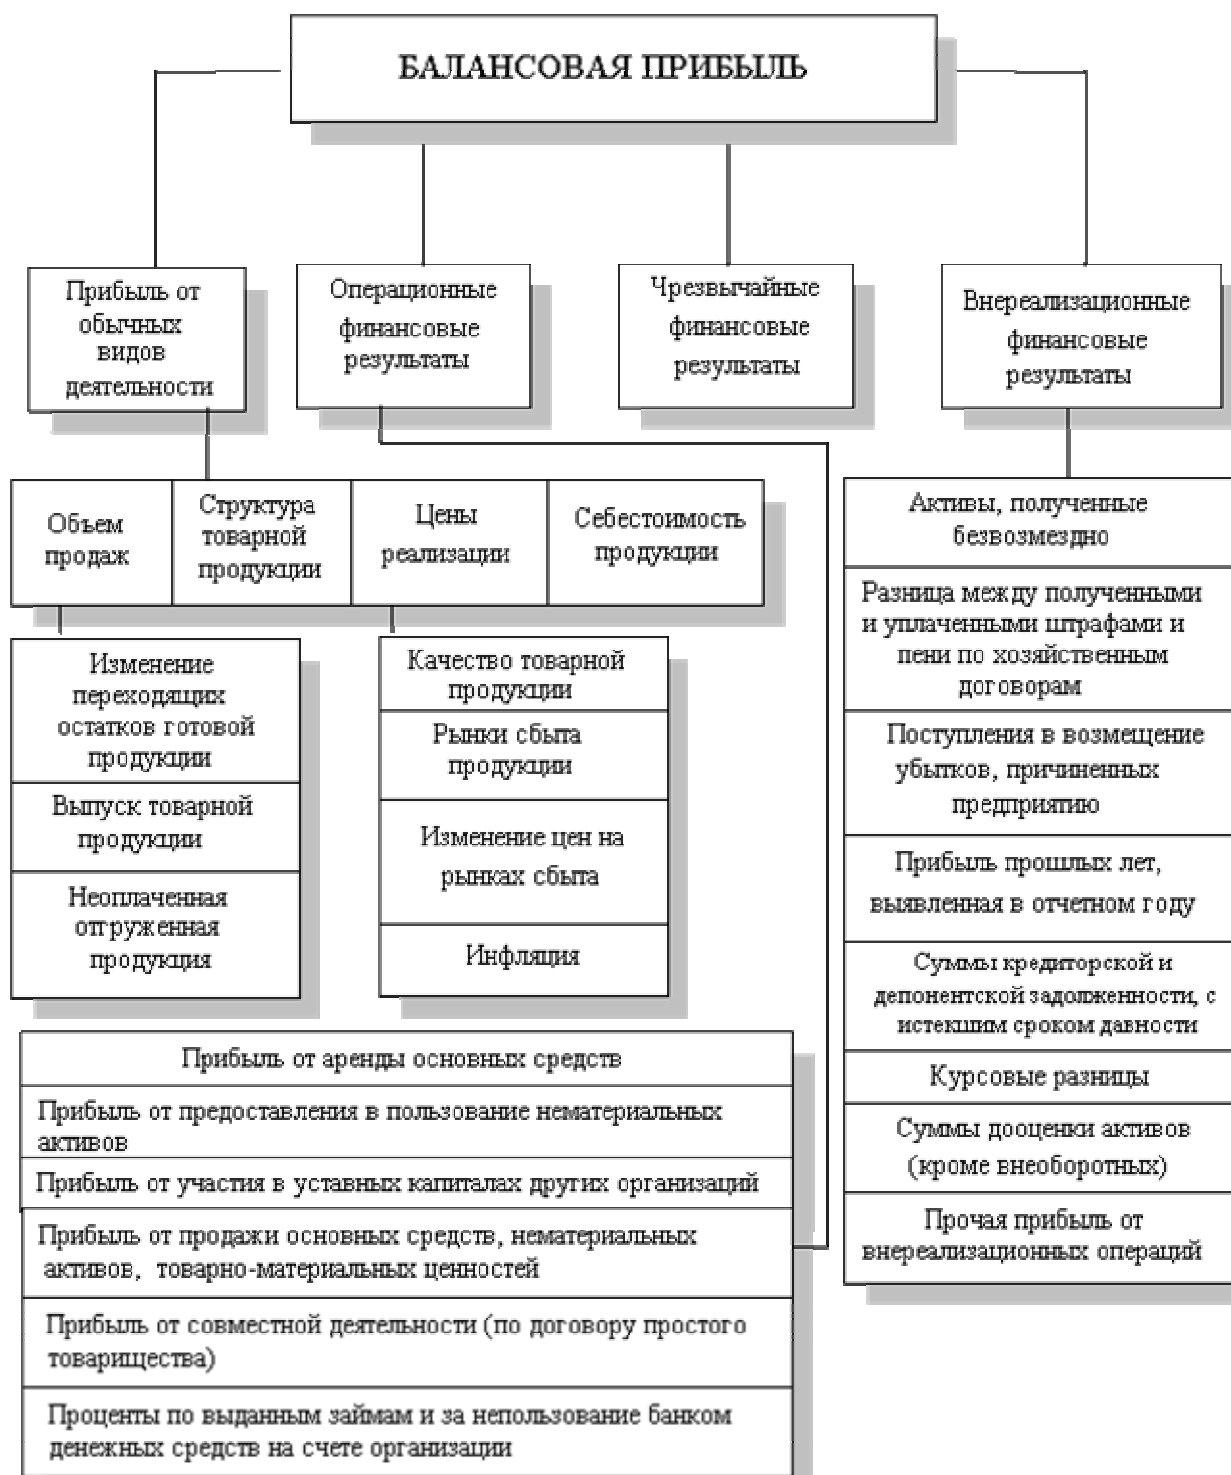 БАЛАНСОВАЯ ПРИБЫЛЬ
Прибыль от
обычных
видов
деятельности
Операционные
финансовые
результаты
Чрезвычайные
финансовые
результаты
Внереализационные
финансовые
результаты
Объем
продаж
Структура
товарной
продукции
Цены
реализации
Себестоимость
продукции
Изменение
переходящих
остатков готовой
продукции
Выпуск товарной
продукции
Неоплаченная
отгруженная
продукция
Качество товарной
продукции
Рынки сбыта
продукции
Изменение цен на
рынках сбыта
Инфляция
Активы, полученные
безвозмездно
Разница между полученными
и уплаченными штрафами и
пени по хозяйственным
договорам
Поступления в возмещение
убытков, причиненных
предприятию
Прибыль прошлых лет,
выявленная в отчетном году
Суммы кредиторской и
депонентской задолженности, с
истекшим сроком давности
Курсовые разницы
Суммы дооценки активов
(кроме внеоборотных)
Прочая прибыль от
внереализационных операций
Прибыль от аренды основных средств
Прибыль от предоставления в пользование нематериальных
активов
Прибыль от участия в уставных капиталах других организаций
Прибыль от продажи основных средств, нематериальных
активов, товарно-материальных ценностей
Прибыль от совместной деятельности (по договору простого
товарищества)
Проценты по выданным займам и за непользование банком
денежных средств на счете организации